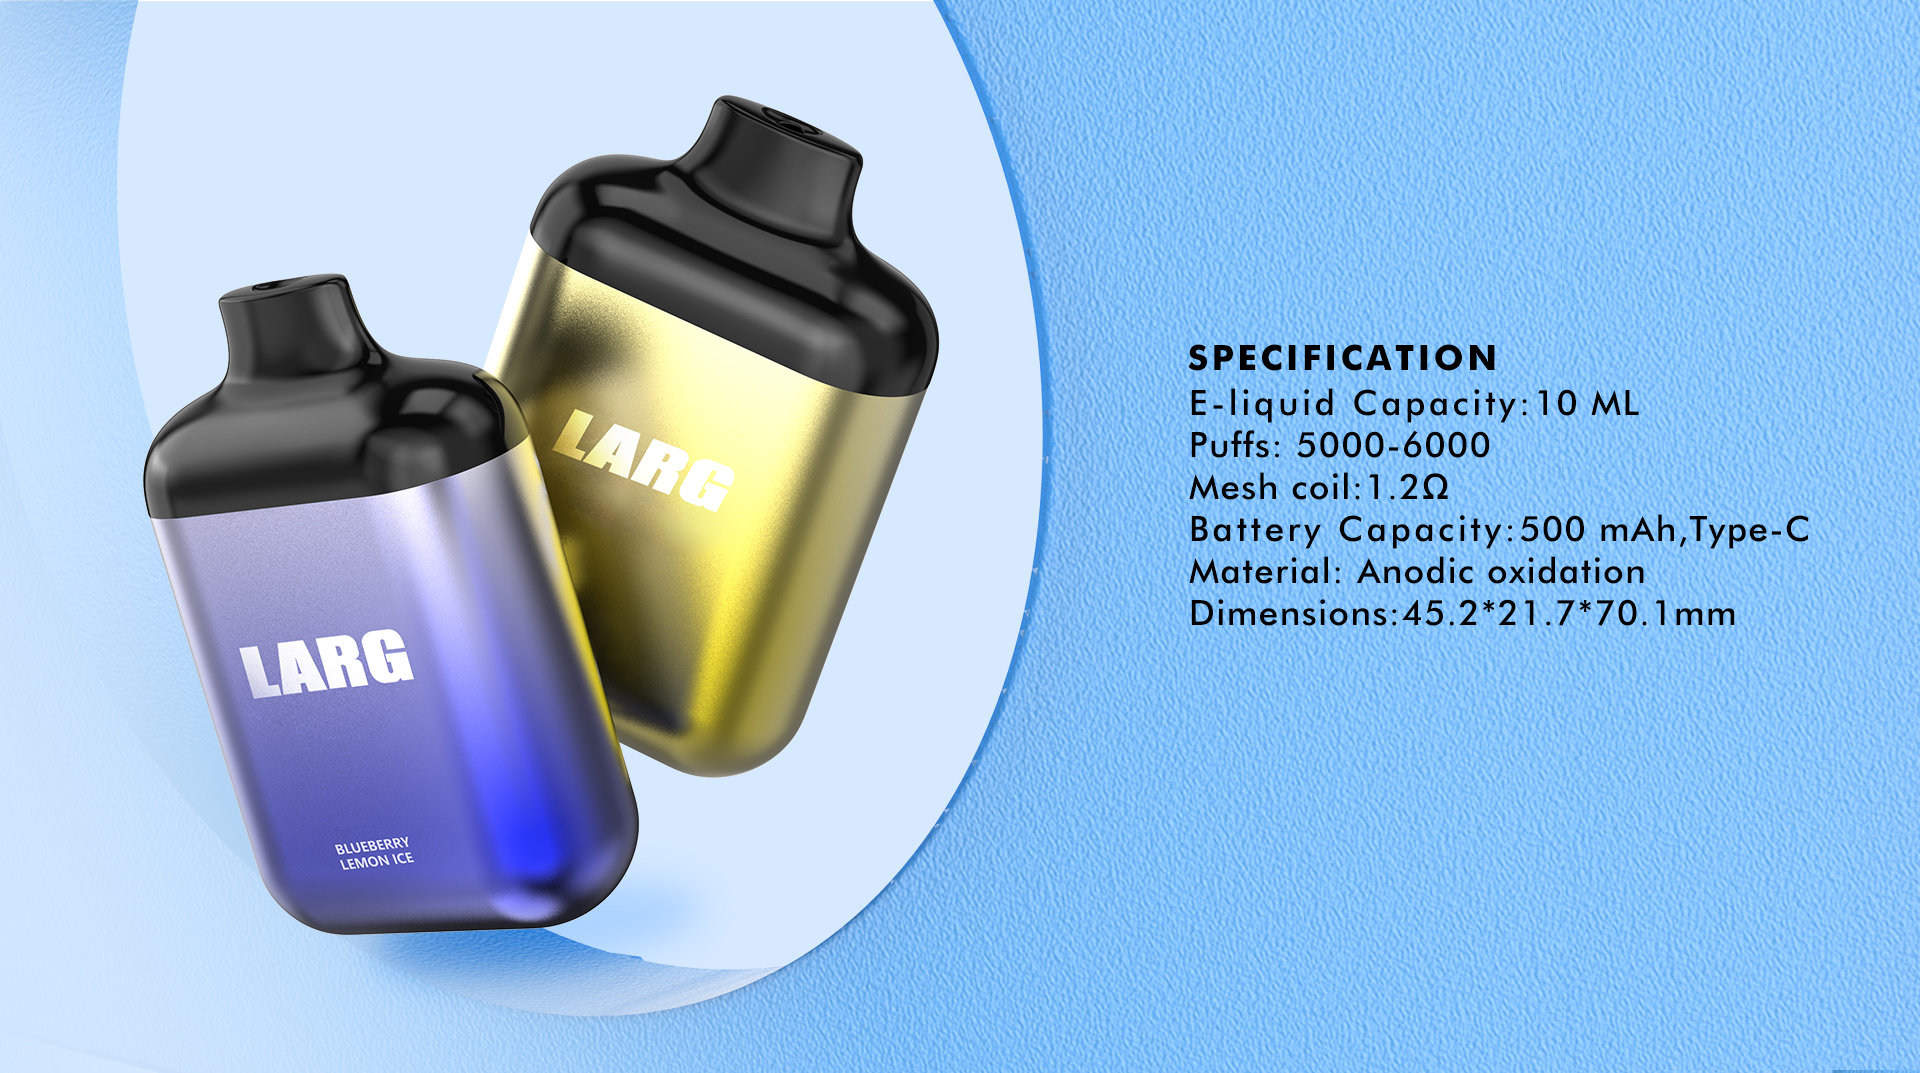 LARG
LARG
BLUEBERRY
LEMON ICE
SPECIFICATION
E-liquid Capacity:10 ML
Puffs: 5000-6000
Mesh coil:1.2Ω
Battery Capacity:500 mAh,Type-C
Material: Anodic oxidation
Dimensions:45.2*21.7*70.1mm